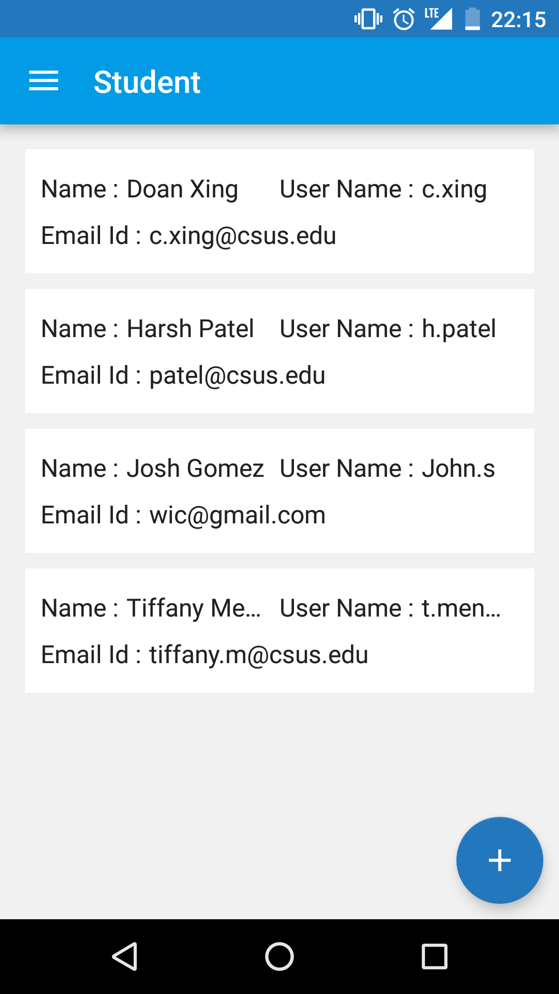 LTE 22:15
Student
Name : Doan Xing User Name : c.xing
Email Id : c.xing@csus.edu
Name : Harsh Patel User Name : h.patel
Email Id : patel@csus.edu
Name : Josh Gomez User Name : John.s
Email Id : wic@gmail.com
Name : Tiffany Me... User Name : t.men...
Email Id : tiffany.m@csus.edu